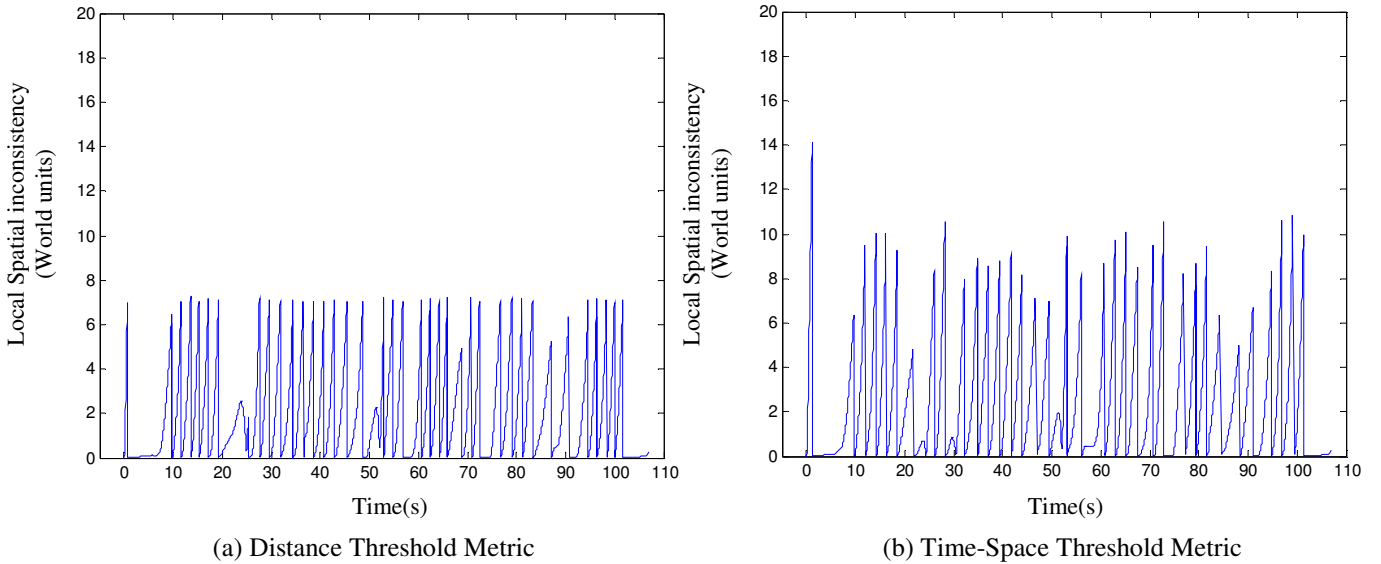 20
18
16
14
12
10
8
6
4
2
0
Local Spatial inconsistency
(World units)
0 10 20 30 40 50 60 70 80 90 100 110
Time(s)
(a) Distance Threshold Metric
20
18
16
14
12
10
8
6
4
2
0
Local Spatial inconsistency
(World units)
0 10 20 30 40 50 60 70 80 90 100 110
Time(s)
(b) Time-Space Threshold Metric